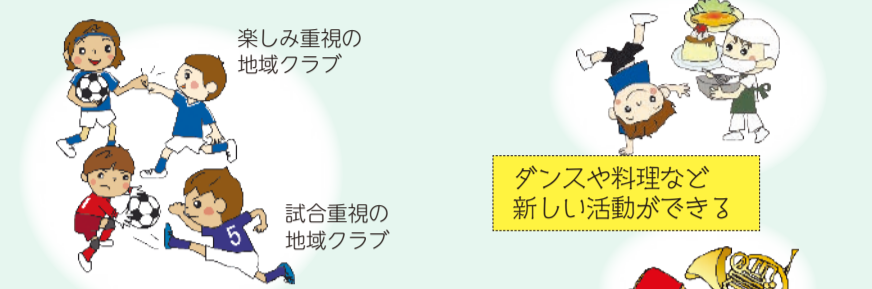 楽しみ重視の
地域クラブ
試合重視の
地域クラブ
5
ダンスや料理など
新しい活動ができる